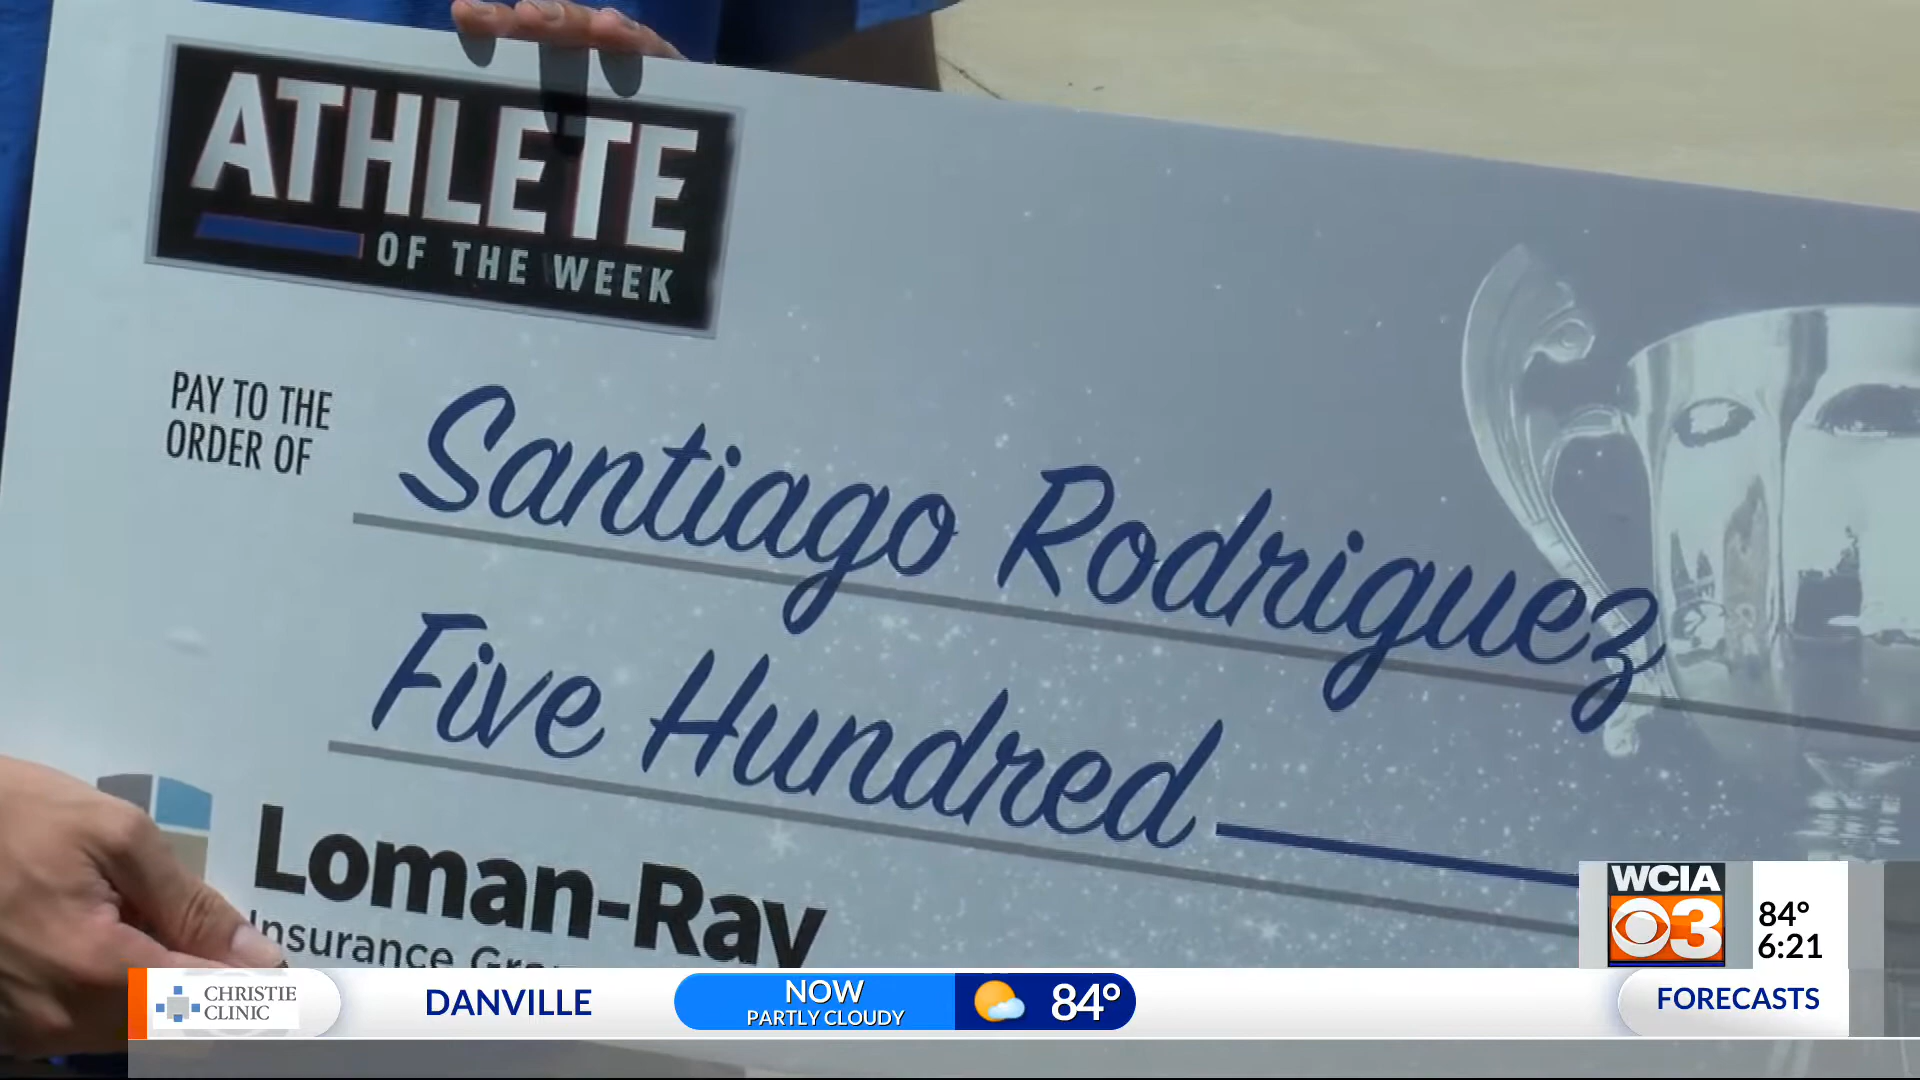 ATHLETE
OF THE WEEK
PAY TO THE
ORDER OF
Santiago Rodriguez
Five Hundred
Loman-Ray
Insurance
WCIA
3
84°
6:21
CHRISTIE
CLINIC
DANVILLE
NOW
PARTLY CLOUDY
84°
FORECASTS